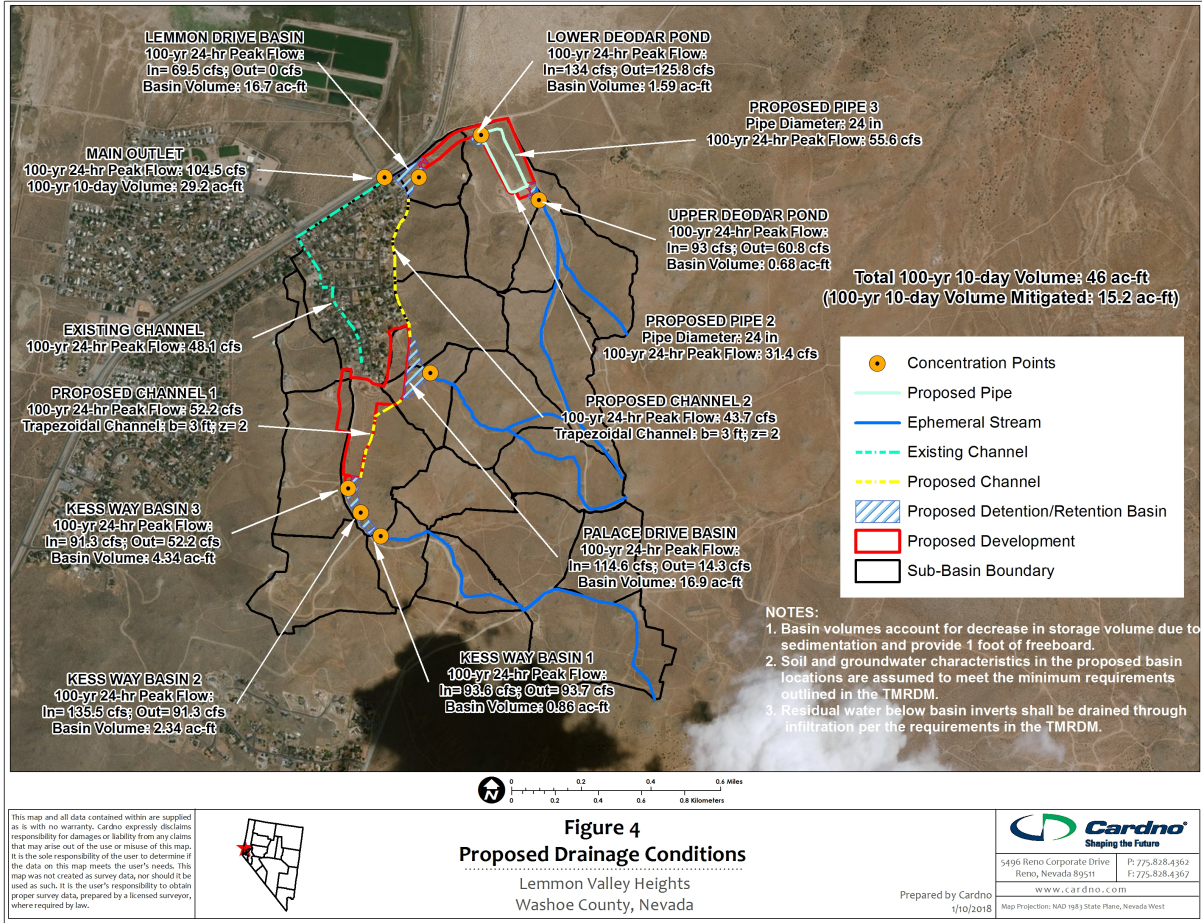 LEMMON DRIVE BASIN
100-yr 24-hr Peak Flow:
In= 69.5 cfs; Out= 0 cfs
Basin Volume: 16.7 ac-ft
LOWER DEODAR POND
100-yr 24-hr Peak Flow:
In=134 cfs; Out=125.8 cfs
Basin Volume: 1.59 ac-ft
PROPOSED PIPE 3
Pipe Diameter: 24 in
100-yr 24-hr Peak Flow: 55.6 cfs
MAIN OUTLET
100-yr 24-hr Peak Flow: 104.5 cfs
100-yr 10-day Volume: 29.2 ac-ft
UPPER DEODAR POND
100-yr 24-hr Peak Flow:
In= 93 cfs; Out= 60.8 cfs
Basin Volume: 0.68 ac-ft
Total 100-yr 10-day Volume: 46 ac-ft
(100-yr 10-day Volume Mitigated: 15.2 ac-ft)
EXISTING CHANNEL
100-yr 24-hr Peak Flow: 48.1 cfs
PROPOSED PIPE 2
Pipe Diameter: 24 in
100-yr 24-hr Peak Flow: 31.4 cfs
PROPOSED CHANNEL 1
100-yr 24-hr Peak Flow: 52.2 cfs
Trapezoidal Channel: b= 3 ft; z= 2
PROPOSED CHANNEL 2
100-yr 24-hr Peak Flow: 43.7 cfs
Trapezoidal Channel: b= 3 ft; z= 2
Concentration Points
Proposed Pipe
Ephemeral Stream
Existing Channel
Proposed Channel
Proposed Detention/Retention Basin
Proposed Development
Sub-Basin Boundary
KESS WAY BASIN 3
100-yr 24-hr Peak Flow:
In= 91.3 cfs; Out= 52.2 cfs
Basin Volume: 4.34 ac-ft
PALACE DRIVE BASIN
100-yr 24-hr Peak Flow:
In= 114.6 cfs; Out= 14.3 cfs
Basin Volume: 16.9 ac-ft
KESS WAY BASIN 2
100-yr 24-hr Peak Flow:
In= 135.5 cfs; Out= 91.3 cfs
Basin Volume: 2.34 ac-ft
KESS WAY BASIN 1
100-yr 24-hr Peak Flow:
In= 93.6 cfs; Out= 93.7 cfs
Basin Volume: 0.86 ac-ft
NOTES:
1. Basin volumes account for decrease in storage volume due to
sedimentation and provide 1 foot of freeboard.
2. Soil and groundwater characteristics in the proposed basin
locations are assumed to meet the minimum requirements
outlined in the TMRDM.
3. Residual water below basin inverts shall be drained through
infiltration per the requirements in the TMRDM.
N
0 0.2 0.4 0.6 Miles
0 0.2 0.4 0.6 0.8 Kilometers
This map and all data contained within are supplied
as is with no warranty. Cardno expressly disclaims
responsibility for damages or liability from any claims
that may arise out of the use or misuse of this map.
It is the sole responsibility of the user to determine if
the data on this map meets the user's needs. This
map was not created as survey data, nor should it be
used as such. It is the user's responsibility to obtain
proper survey data, prepared by a licensed surveyor,
where required by law.
Figure 4
Proposed Drainage Conditions
Lemmon Valley Heights
Washoe County, Nevada
Prepared by Cardno
1/10/2018
Cardno®
Shaping the Future
5496 Reno Corporate Drive
Reno, Nevada 89511
P: 775.828.4362
F: 775.828.4367
www.cardno.com
Map Projection: NAD 1983 State Plane, Nevada West